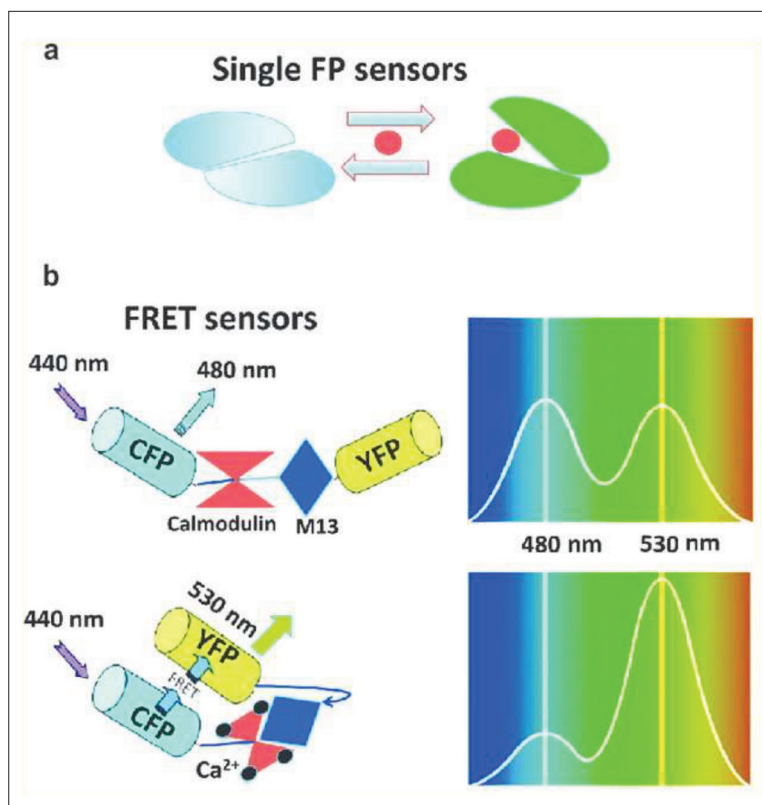 a
Single FP sensors
b
FRET sensors
440 nm
480 nm
CFP
YFP
Calmodulin
M13
480 nm 530 nm
440 nm
530 nm
YFP
FRET
CFP
Ca²⁺